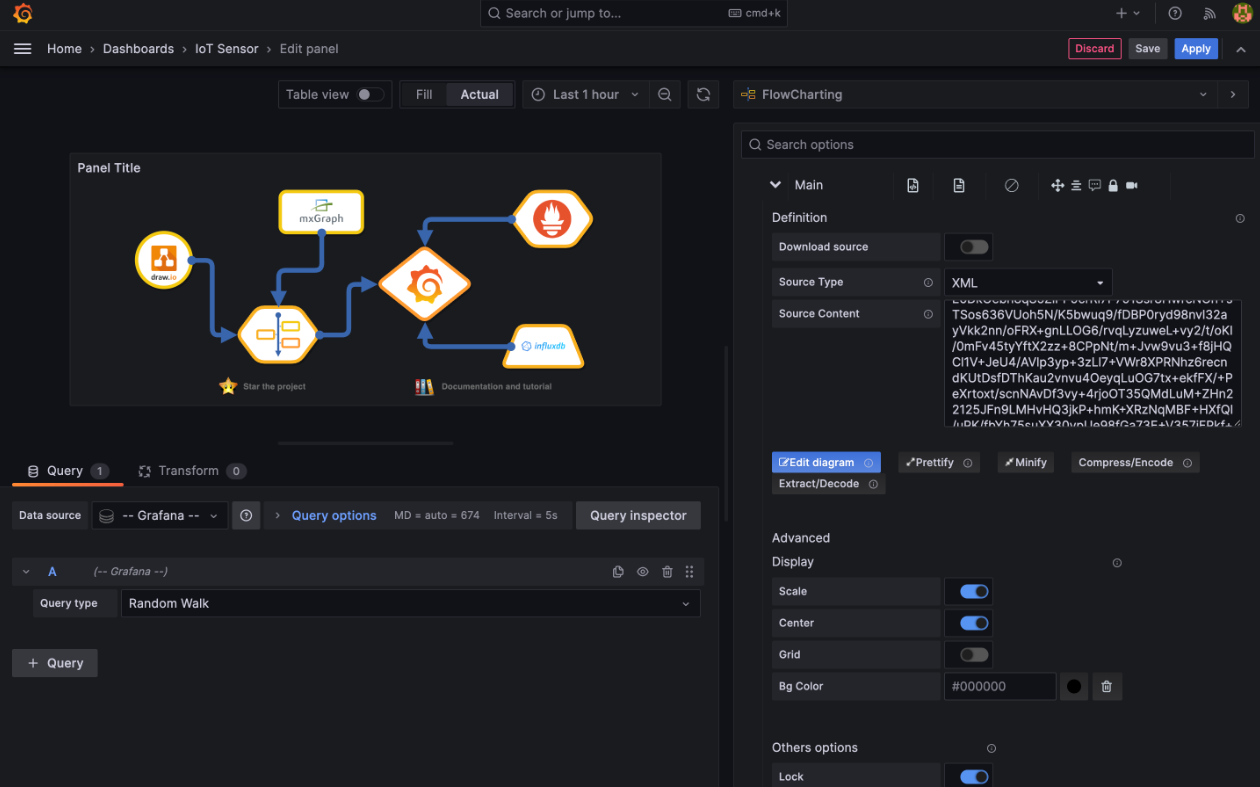 Search or jump to...
cmd+k
Home
Dashboards
IoT Sensor
Edit panel
Discard
Save
Apply
Table view
Fill
Actual
Last 1 hour
FlowCharting
Search options
Panel Title
mxGraph
draw.io
influxdb
Star the project
Documentation and tutorial
Main
Definition
Download source
Source Type
XML
Source Content
TSos636VUoh5N/K5bwuq9/fDBP0ryd98nvI32a
yVkk2nn/oFRX+gnLLOG6/rvqLyzuweL+vy2/t/oKI
/0mFv45tyYftX2zz+8CPpNt/m+Jvw9vu3+f8jHQ
Cl1V+JeU4/AVlp3yp+3zLl7+VWr8XPRNhz6recn
dKUtDsfDThKau2vnvu4OeyqLuOG7tx+ekfFX/+P
eXrtoxt/scnNAvDf3vy+4rjoOT35QMdLuM+ZHn2
2125JFn9LMHvHQ3jkP+hmK+XRzNqMBF+HXfQI
Edit diagram
Prettify
Minify
Compress/Encode
Extract/Decode
Query
1
Transform
0
Data source
-- Grafana --
Query options
MD = auto = 674
Interval = 5s
Query inspector
A
(-- Grafana --)
Query type
Random Walk
+ Query
Advanced
Display
Scale
Center
Grid
Bg Color
#000000
Others options
Lock